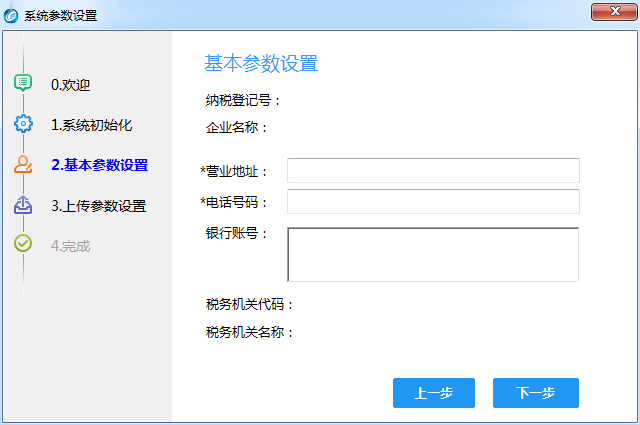 系统参数设置
0.欢迎
1.系统初始化
2.基本参数设置
3.上传参数设置
4.完成
基本参数设置
纳税登记号：
企业名称：
*营业地址：
*电话号码：
银行账号：
税务机关代码：
税务机关名称：
上一步
下一步